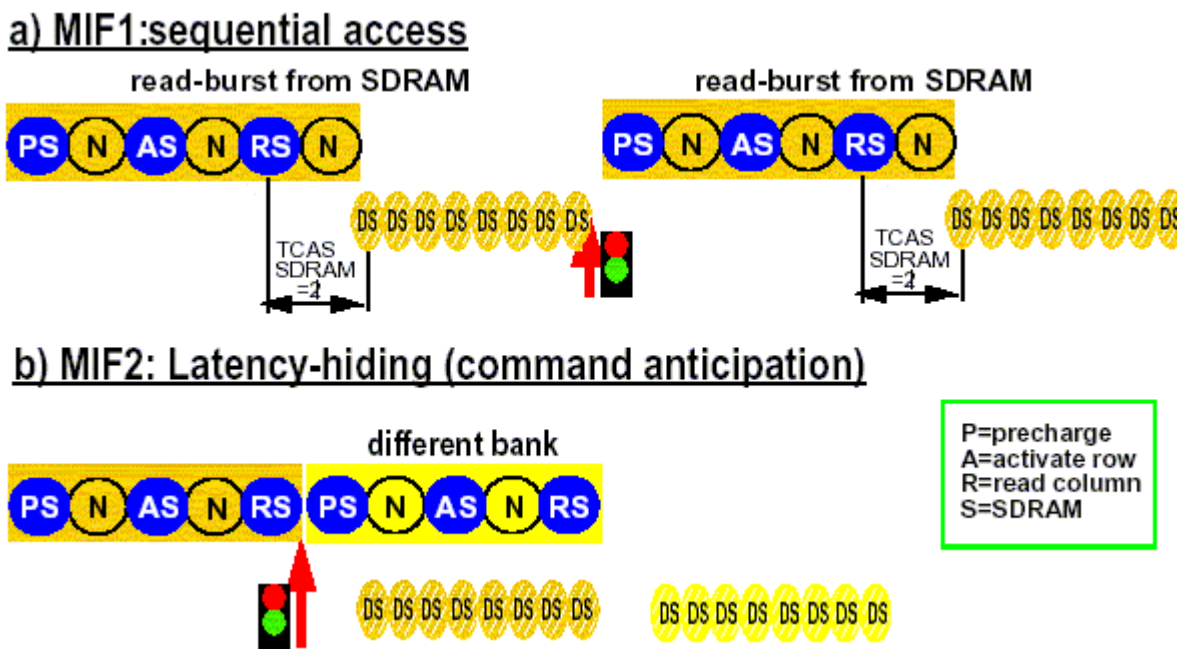 a) MIF1:sequential access
read-burst from SDRAM
read-burst from SDRAM
PS N AS N RS N
PS N AS N RS N
DS DS DS DS DS DS DS DS
DS DS DS DS DS DS DS DS
TCAS
SDRAM
TCAS
SDRAM
b) MIF2: Latency-hiding (command anticipation)
different bank
PS N AS N RS PS N AS N RS
P=precharge
A=activate row
R=read column
S=SDRAM
DS DS DS DS DS DS DS DS
DS DS DS DS DS DS DS DS